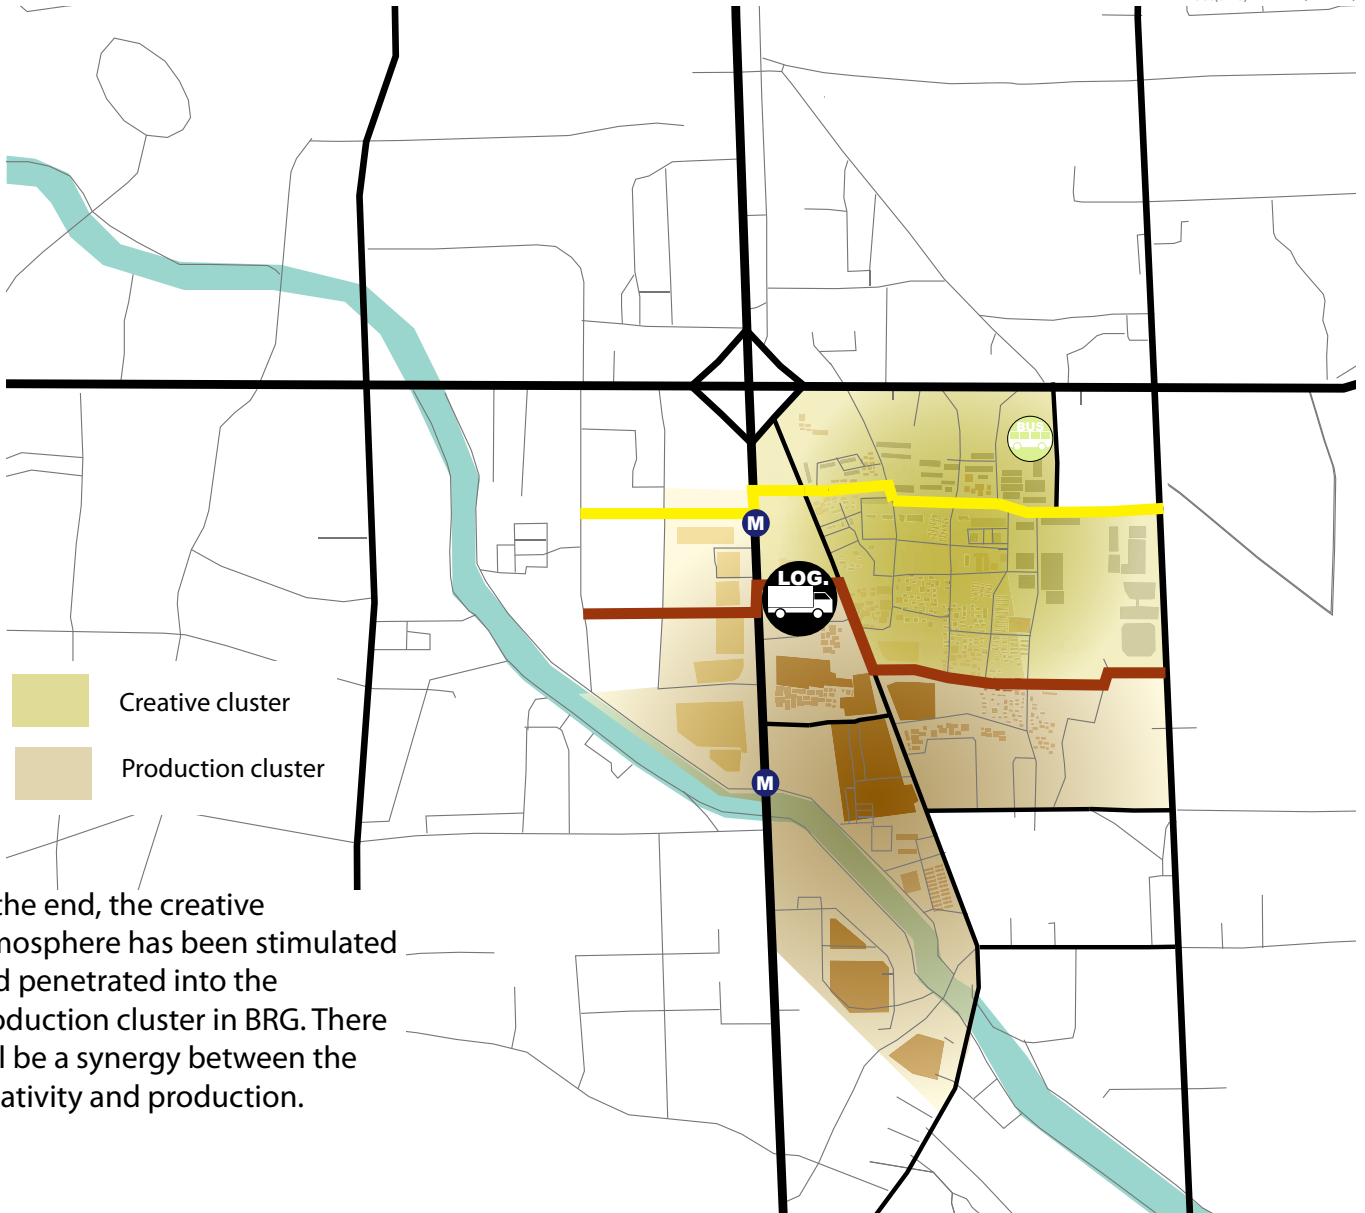 BUS
M
LOG.
Creative cluster
Production cluster
M
the end, the creative
mosphere has been stimulated
d penetrated into the
oduction cluster in BRG. There
l be a synergy between the
ativity and production.